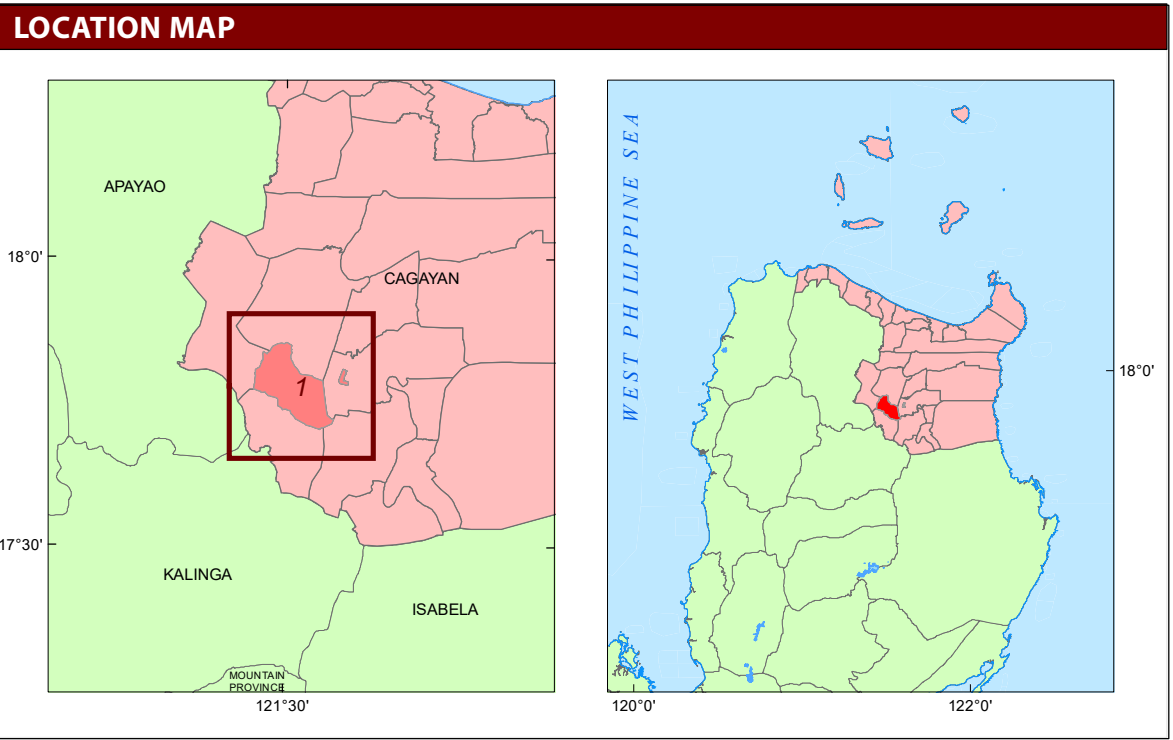 LOCATION MAP
APAYAO
18°0'
CAGAYAN
1
17°30'
KALINGA
ISABELA
MOUNTAIN
PROVINCE
121°30'
WEST PHILIPPINE SEA
18°0'
120°0'
122°0'